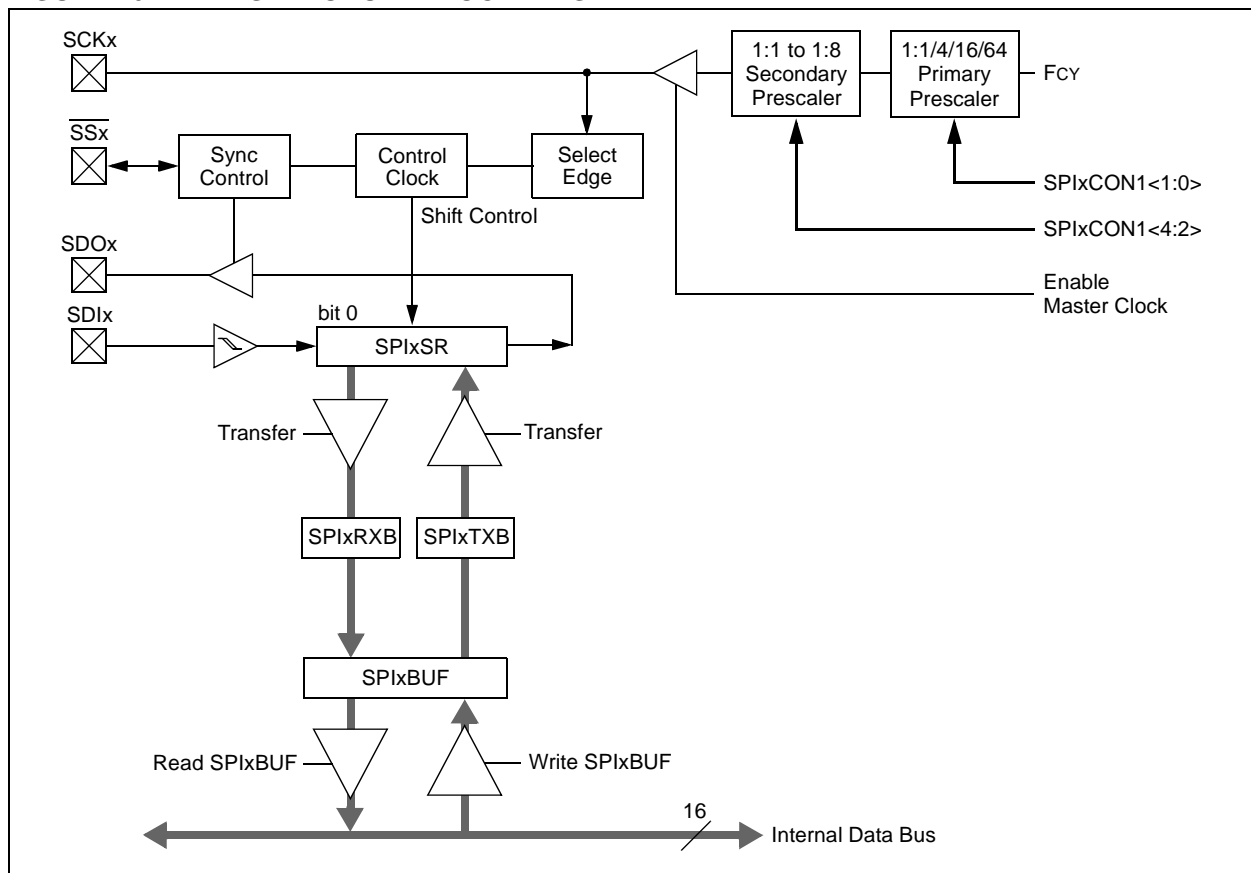 SCKx
1:1 to 1:8
Secondary
Prescaler
1:1/4/16/64
Primary
Prescaler
FCY
SSx
Sync
Control
Control
Clock
Select
Edge
SPIxCON1<1:0>
Shift Control
SPIxCON1<4:2>
SDOx
Enable
Master Clock
SDIx
bit 0
SPIxSR
Transfer
Transfer
SPIxRXB
SPIxTXB
SPIxBUF
Read SPIxBUF
Write SPIxBUF
16
Internal Data Bus